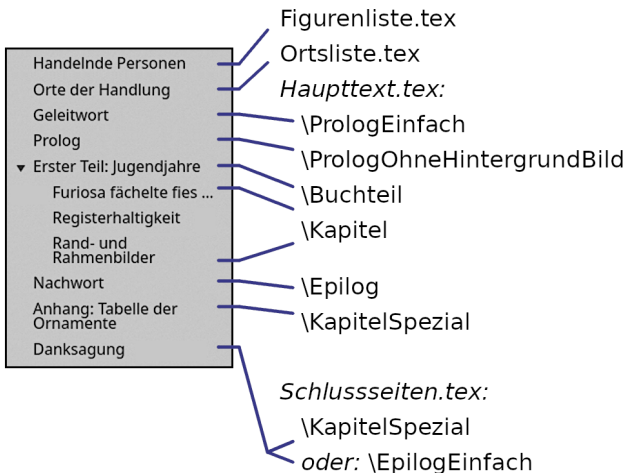 Figurenliste.tex
Ortsliste.tex
Haupttext.tex:
\PrologEinfach
\PrologOhneHintergrundBild
\Buchteil
\Kapitel
\Epilog
\KapitelSpezial
Schlussseiten.tex:
\KapitelSpezial
oder: \EpilogEinfach
Handelnde Personen
Orte der Handlung
Geleitwort
Prolog
Erster Teil: Jugendjahre
Furiosa fächelte fies ...
Registerhaltigkeit
Rand- und
Rahmenbilder
Nachwort
Anhang: Tabelle der
Ornamente
Danksagung